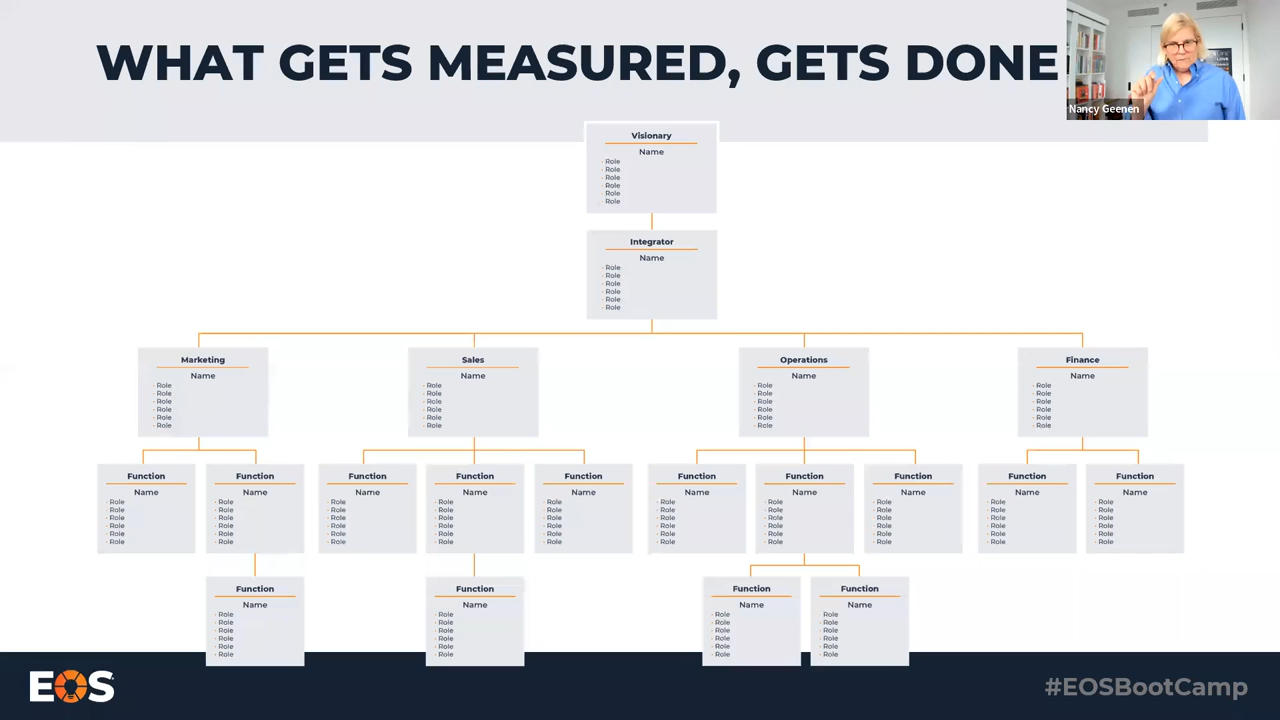 WHAT GETS MEASURED, GETS DONE
Nancy Geenen
Visionary
Name
· Role
· Role
· Role
· Role
· Role
· Role
Integrator
Name
· Role
· Role
· Role
· Role
· Role
· Role
Marketing
Name
· Role
· Role
· Role
· Role
· Role
· Role
Sales
Name
· Role
· Role
· Role
· Role
· Role
· Role
Operations
Name
· Role
· Role
· Role
· Role
· Role
· Role
Finance
Name
· Role
· Role
· Role
· Role
· Role
· Role
Function
Name
· Role
· Role
· Role
· Role
· Role
· Role
Function
Name
· Role
· Role
· Role
· Role
· Role
· Role
Function
Name
· Role
· Role
· Role
· Role
· Role
· Role
Function
Name
· Role
· Role
· Role
· Role
· Role
· Role
Function
Name
· Role
· Role
· Role
· Role
· Role
· Role
Function
Name
· Role
· Role
· Role
· Role
· Role
· Role
Function
Name
· Role
· Role
· Role
· Role
· Role
· Role
Function
Name
· Role
· Role
· Role
· Role
· Role
· Role
Function
Name
· Role
· Role
· Role
· Role
· Role
· Role
Function
Name
· Role
· Role
· Role
· Role
· Role
· Role
Function
Name
· Role
· Role
· Role
· Role
· Role
· Role
Function
Name
· Role
· Role
· Role
· Role
· Role
· Role
Function
Name
· Role
· Role
· Role
· Role
· Role
· Role
Function
Name
· Role
· Role
· Role
· Role
· Role
· Role
EOS
#EOSBootCamp